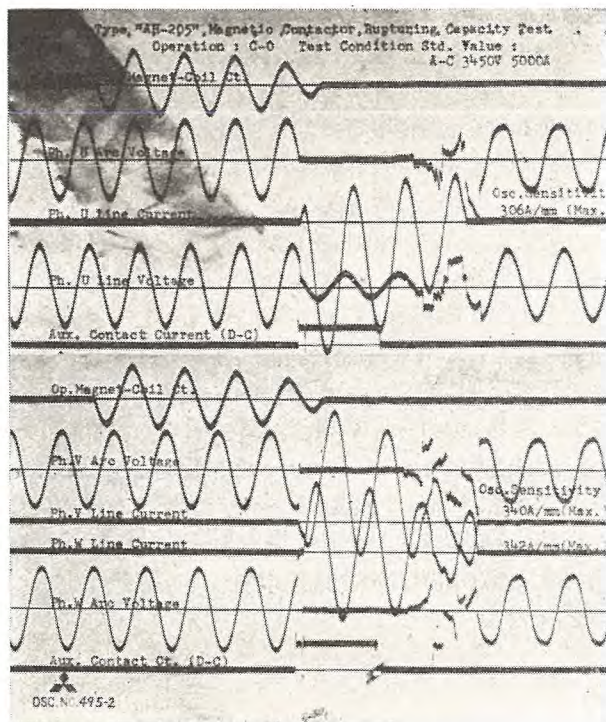 Type, "AH-205", Magnetic Contactor, Rupturing Capacity Test
Operation : C-O Test Condition Std. Value :
A-C 3450V 5000A
Magnet-Coil Ct.
Ph. U Arc Voltage
Ph. U Line Current
Osc. Sensitivity
306A/mm (Max.
Ph. U Line Voltage
Aux. Contact Current (D-C)
Op. Magnet-Coil Ct.
Ph.V Arc Voltage
Osc. Sensitivity
Ph.V Line Current
340A/mm(Max.
Ph.W Line Current
342A/mm(Max.
Ph.W Arc Voltage
Aux. Contact Ct. (D-C)
OSC.NO.495-2